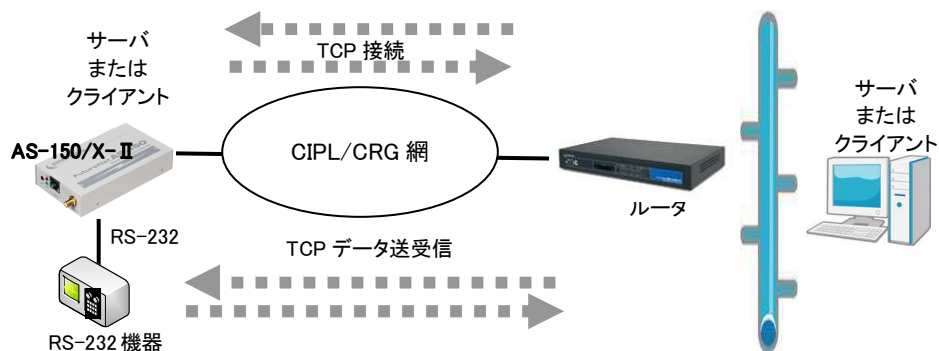 TCP 接続
サーバ
または
クライアント
AS-150/X-Ⅱ
CIPL/CRG 網
ルータ
サーバ
または
クライアント
RS-232
TCP データ送受信
RS-232 機器